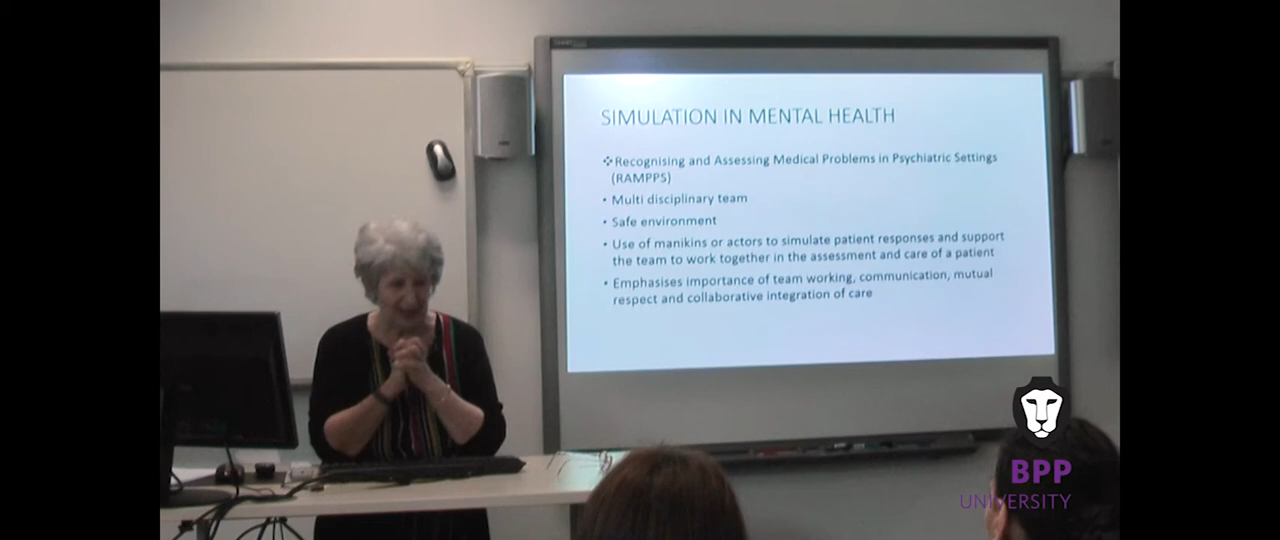 SIMULATION IN MENTAL HEALTH
❖Recognising and Assessing Medical Problems in Psychiatric Settings
(RAMPPS)
• Multi disciplinary team
• Safe environment
• Use of manikins or actors to simulate patient responses and support
the team to work together in the assessment and care of a patient
• Emphasises importance of team working, communication, mutual
respect and collaborative integration of care
BPP
UNIVERSITY